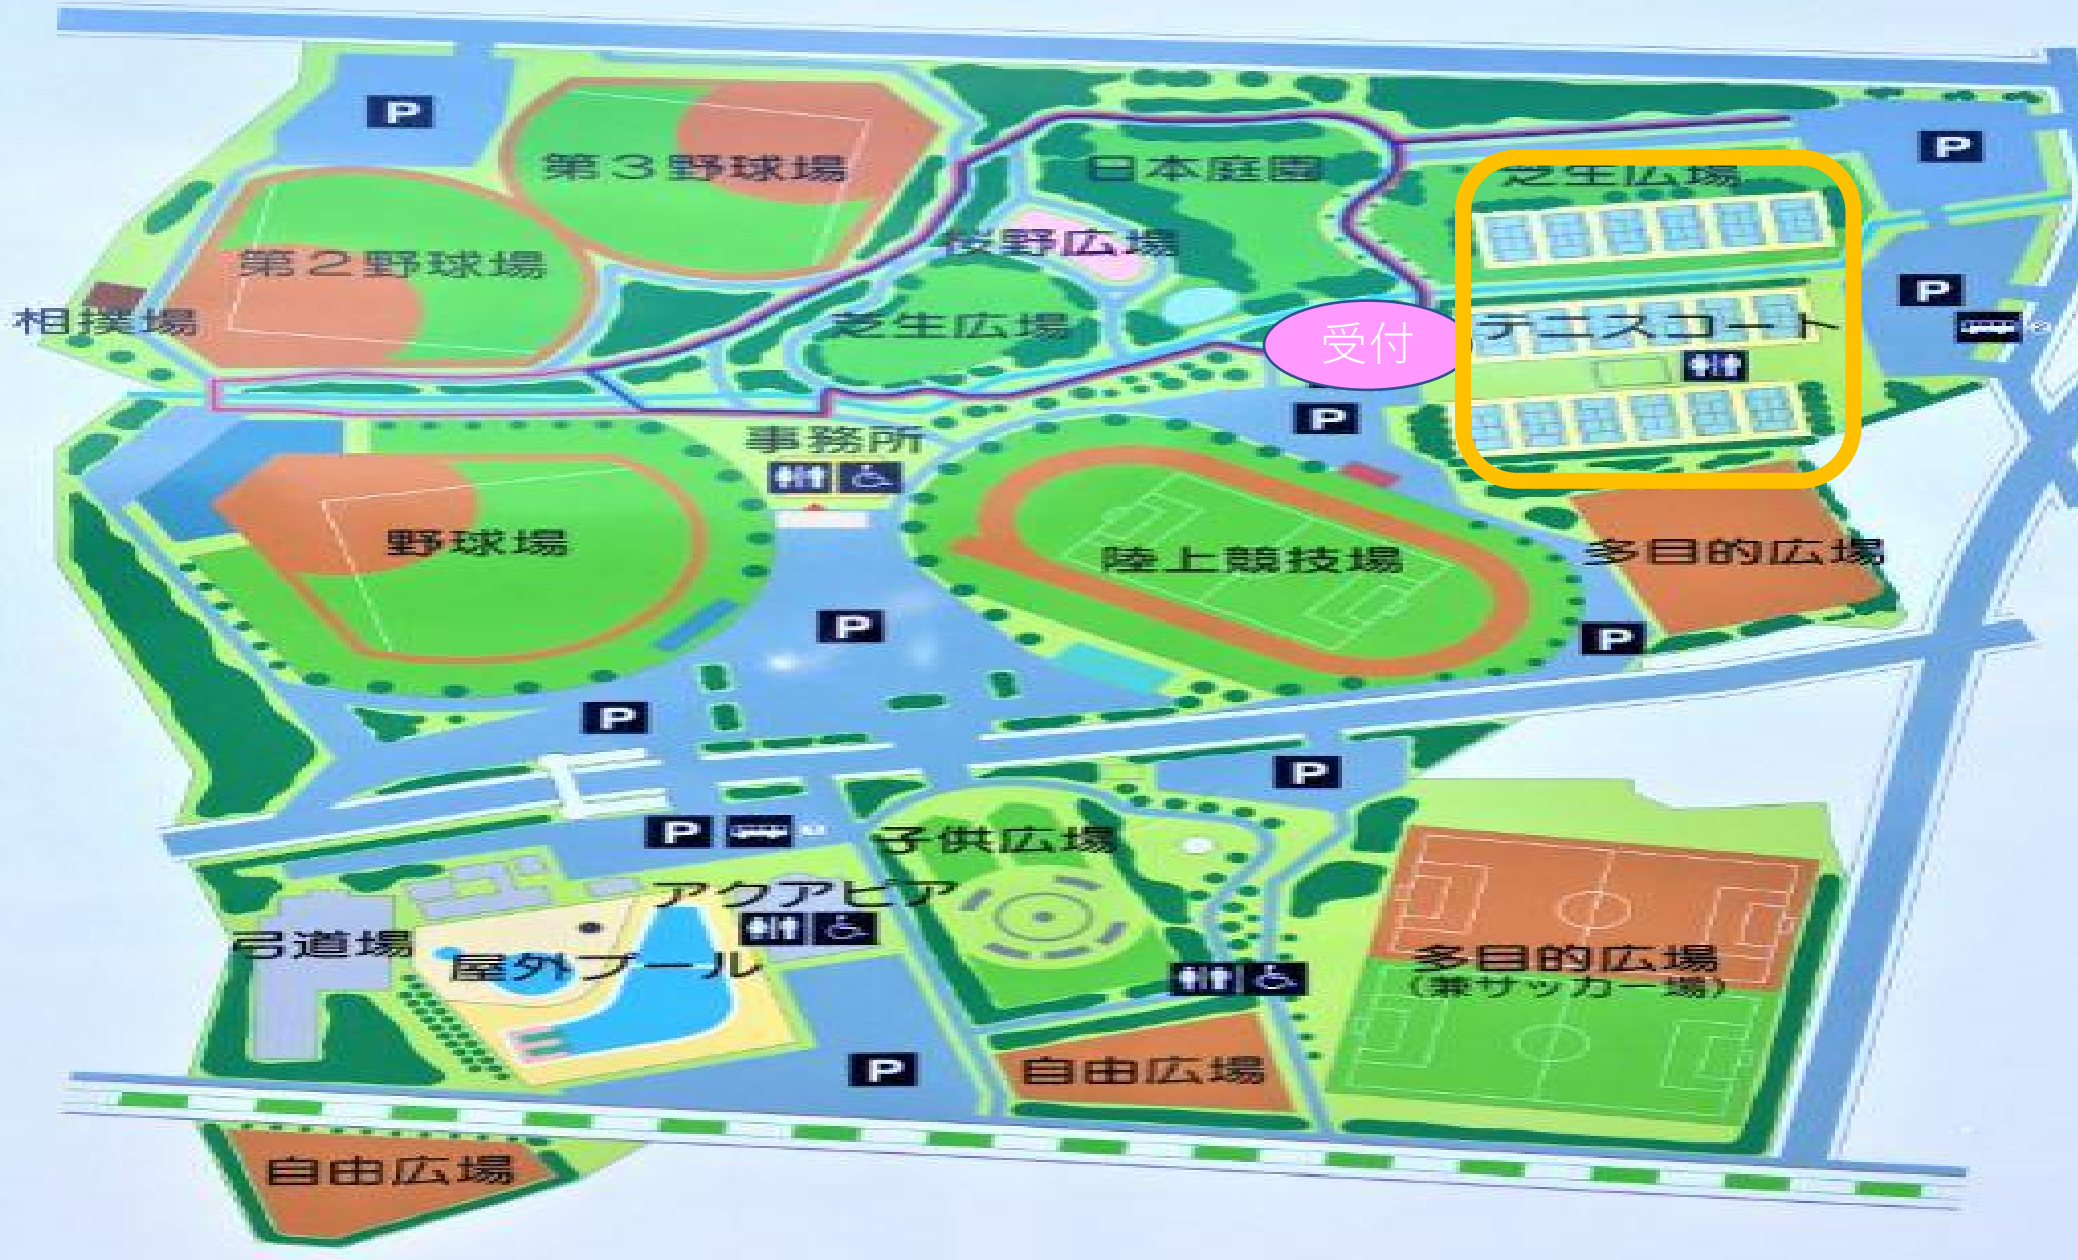 P
第3野球場
日本庭園
P
芝生広場
第2野球場
桜野広場
P
相撲場
芝生広場
受付
テニスコート
P
事務所
野球場
陸上競技場
多目的広場
P
P
P
P
P
子供広場
アクアピア
弓道場
屋外プール
多目的広場
(兼サッカー場)
P
自由広場
自由広場